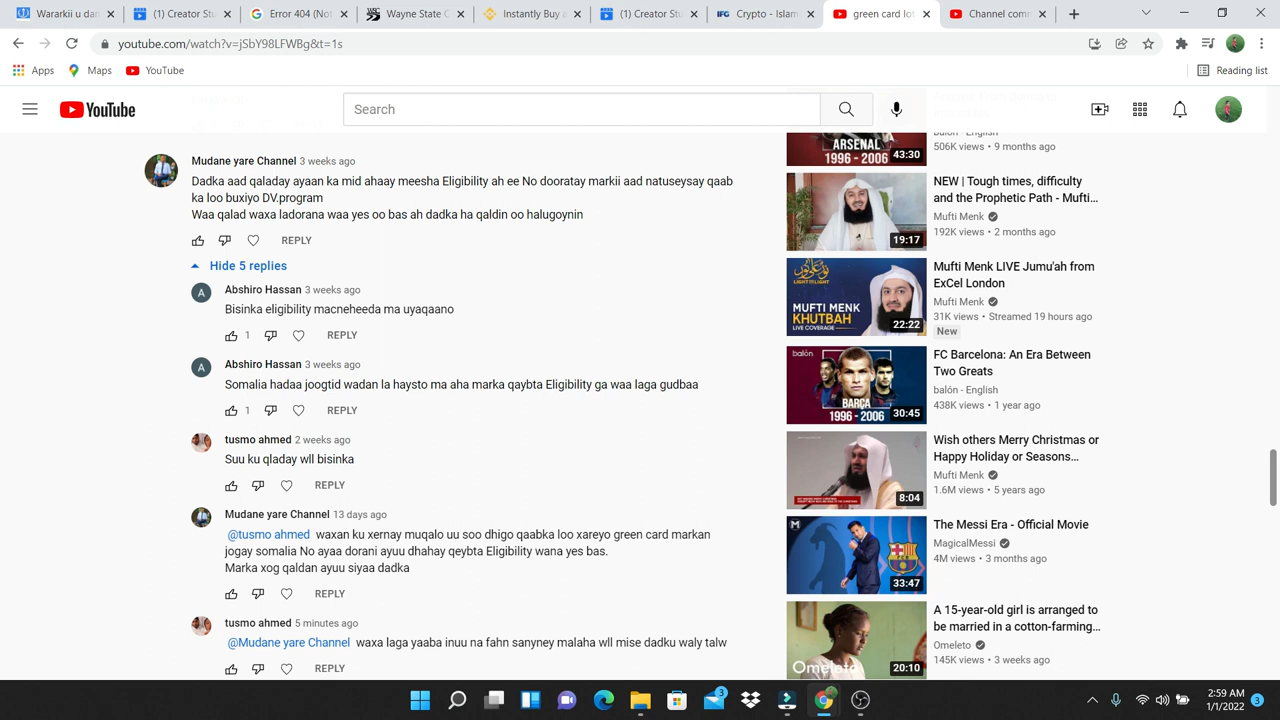 Warakii u dan
(1) Creator Stu
Error 404 (Not
Wayne State C
Instantly Buy a
(1) Creator Stu
Crypto - Islam
green card lot
youtube.com/watch?v=jSbY98LFWBg&t=1s
Apps
Maps
YouTube
Reading list
YouTube
Search
Mudane yare Channel 3 weeks ago
Dadka aad qaladay ayaan ka mid ahaay meesha Eligibility ah ee No dooratay markii aad natuseysay qaab
ka loo buxiyo DV.program
Waa qalad waxa ladorana waa yes oo bas ah dadka ha qaldin oo halugoynin
REPLY
Hide 5 replies
A
Abshiro Hassan 3 weeks ago
Bisinka eligibility macneheeda ma uyaqaano
1
REPLY
A
Abshiro Hassan 3 weeks ago
Somalia hadaa joogtid wadan la haysto ma aha marka qaybta Eligibility ga wax laga gudbaa
1
REPLY
tusmo ahmed 2 weeks ago
Suu ku qladay wll bisinka
REPLY
Mudane yare Channel 13 days ago
@tusmo ahmed waxan ku xernay muqalo uu soo dhigo qaabka loo xareyo green card markan
jogay somalia No ayaa dorani ayuu dhahay qeybta Eligibility wana yes bas.
Marka xog qaldan ayuu siyaa dadka
REPLY
tusmo ahmed 5 minutes ago
@Mudane yare Channel waxa laga yaaba inuu na fahn sanyney malaha wll mise dadku waly talw
REPLY
ARSENAL
1996 - 2006
43:30
balón - English
506K views • 9 months ago
19:17
NEW | Tough times, difficulty
and the Prophetic Path - Mufti...
Mufti Menk
192K views • 2 months ago
LIGHT UPON LIGHT
MUFTI MENK
KHUTBAH
LIVE COVERAGE
22:22
Mufti Menk LIVE Jumu'ah from
ExCel London
Mufti Menk
31K views • Streamed 19 hours ago
New
balón
BARÇA
1996 - 2006
30:45
FC Barcelona: An Era Between
Two Greats
balón - English
438K views • 1 year ago
8:04
Wish others Merry Christmas or
Happy Holiday or Seasons...
Mufti Menk
1.6M views • 5 years ago
M
33:47
The Messi Era - Official Movie
MagicalMessi
4M views • 3 months ago
Omeleto
20:10
A 15-year-old girl is arranged to
be married in a cotton-farming...
Omeleto
145K views • 3 weeks ago
3
2:59 AM
1/1/2022
3